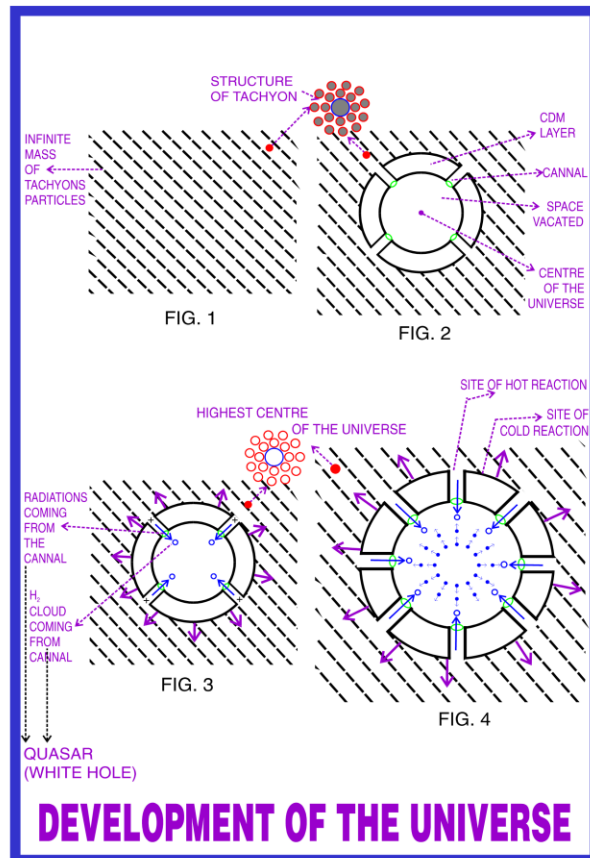 STRUCTURE
OF TACHYON
INFINITE
MASS
OF
TACHYONS
PARTICLES
CDM
LAYER
CANNAL
SPACE
VACATED
CENTRE
OF THE
UNIVERSE
FIG. 1
FIG. 2
SITE OF HOT REACTION
HIGHEST CENTRE
OF THE UNIVERSE
SITE OF
COLD REACTION
RADIATIONS
COMING
FROM
THE
CANNAL
H₂
CLOUD
COMING
FROM
CANNAL
FIG. 3
FIG. 4
QUASAR
(WHITE HOLE)
DEVELOPMENT OF THE UNIVERSE